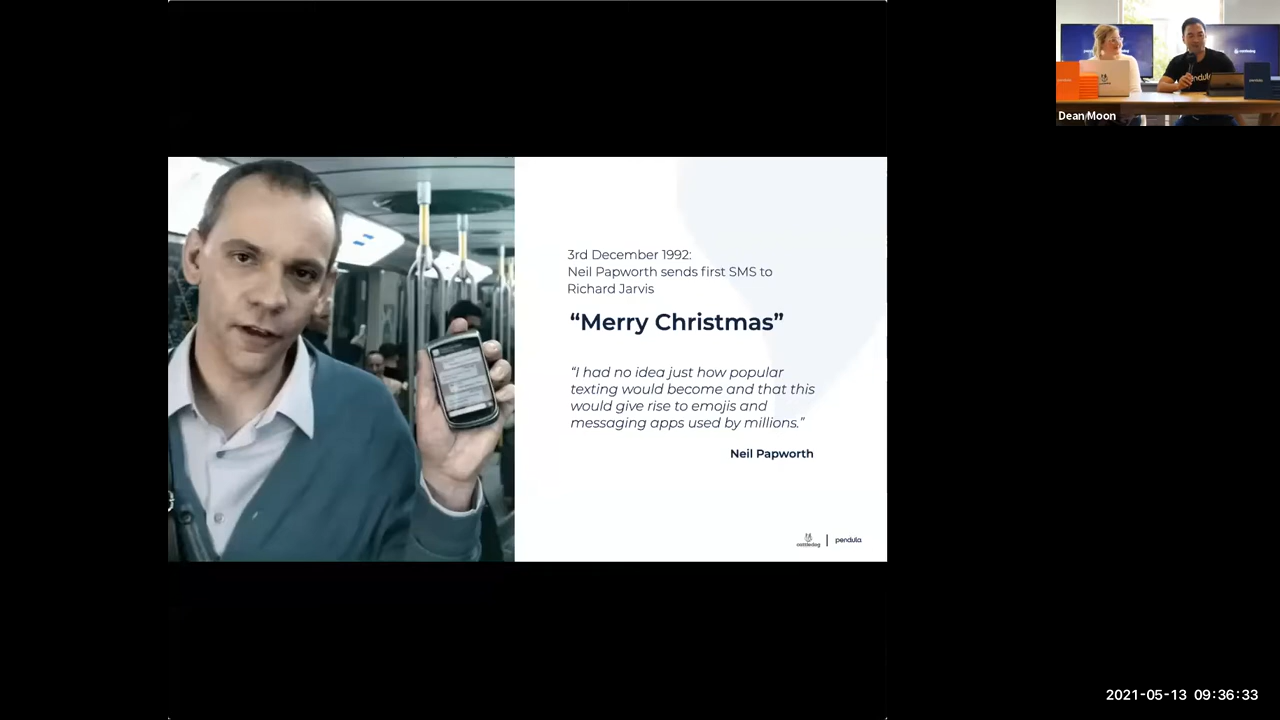 3rd December 1992:
Neil Papworth sends first SMS to
Richard Jarvis
“Merry Christmas”
“I had no idea just how popular
texting would become and that this
would give rise to emojis and
messaging apps used by millions.”
Neil Papworth
cattledog | pendula
Dean Moon
2021-05-13 09:36:33